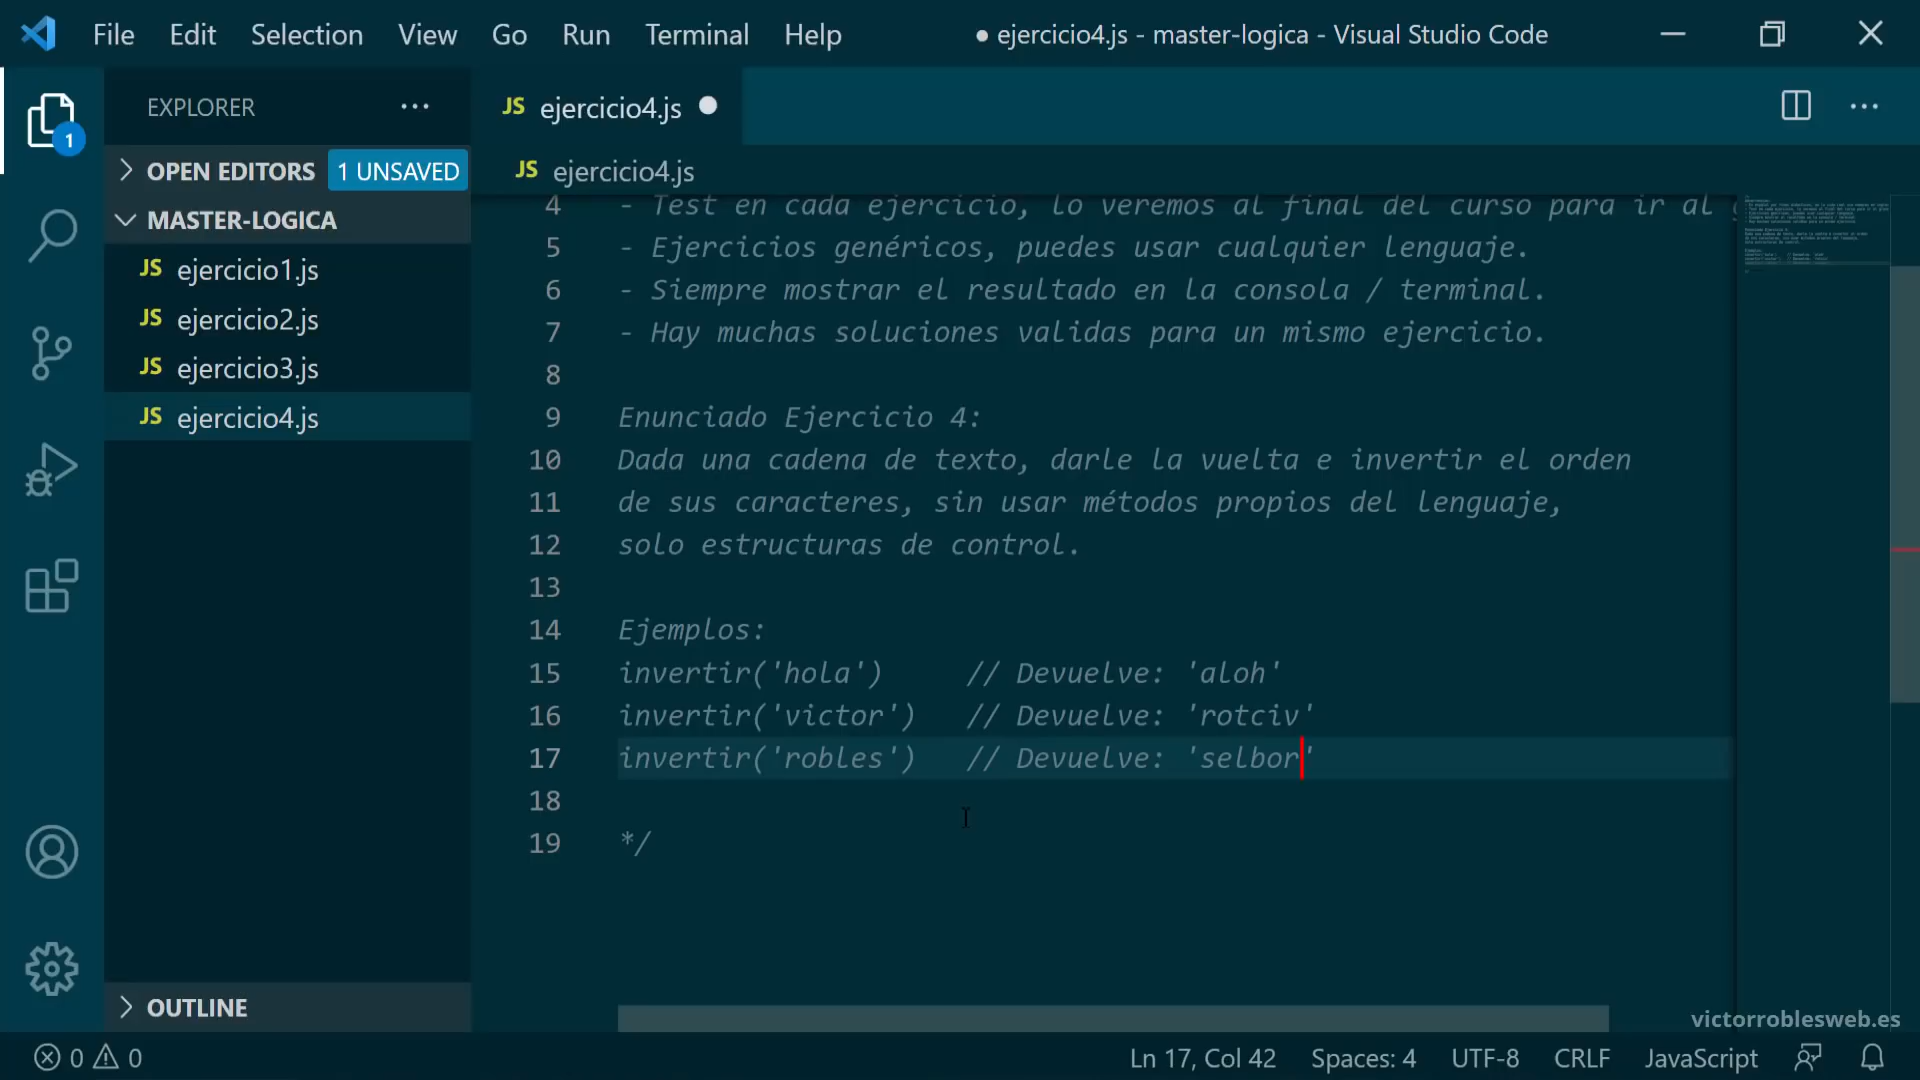 File Edit Selection View Go Run Terminal Help ● ejercicio4.js - master-logica - Visual Studio Code
EXPLORER ...
JS ejercicio4.js ●
1
OPEN EDITORS 1 UNSAVED
JS ejercicio4.js
MASTER-LOGICA
JS ejercicio1.js
JS ejercicio2.js
JS ejercicio3.js
JS ejercicio4.js
4 - Test en cada ejercicio, lo veremos al final del curso para ir al
5 - Ejercicios genéricos, puedes usar cualquier lenguaje.
6 - Siempre mostrar el resultado en la consola / terminal.
7 - Hay muchas soluciones validas para un mismo ejercicio.
8
9 Enunciado Ejercicio 4:
10 Dada una cadena de texto, darle la vuelta e invertir el orden
11 de sus caracteres, sin usar métodos propios del lenguaje,
12 solo estructuras de control.
13
14 Ejemplos:
15 invertir('hola') // Devuelve: 'aloh'
16 invertir('victor') // Devuelve: 'rotciv'
17 invertir('robles') // Devuelve: 'selbor'
18
19 */
OUTLINE
victorroblesweb.es
0 0 Ln 17, Col 42 Spaces: 4 UTF-8 CRLF JavaScript